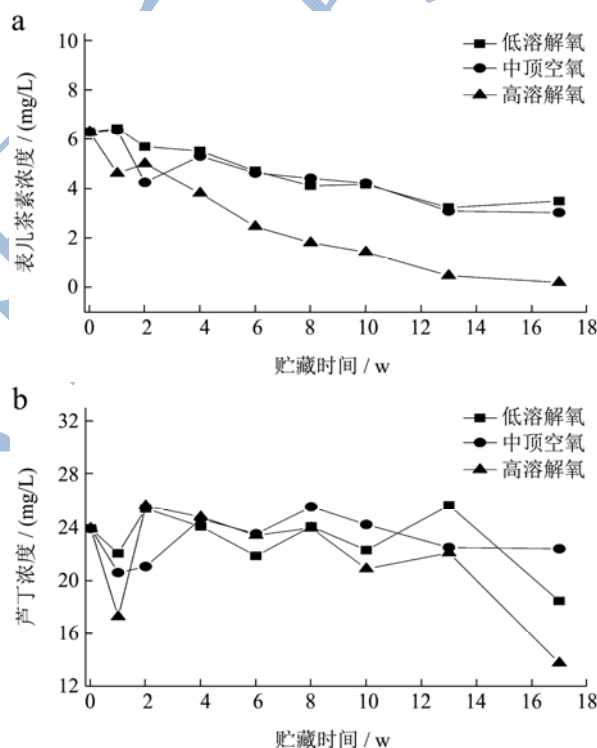 a
10
8
6
4
2
0
表儿茶素浓度 / (mg/L)
低溶解氧
中顶空氧
高溶解氧
0 2 4 6 8 10 12 14 16 18
贮藏时间 / w
b
32
28
24
20
16
12
芦丁浓度 / (mg/L)
低溶解氧
中顶空氧
高溶解氧
0 2 4 6 8 10 12 14 16 18
贮藏时间 / w